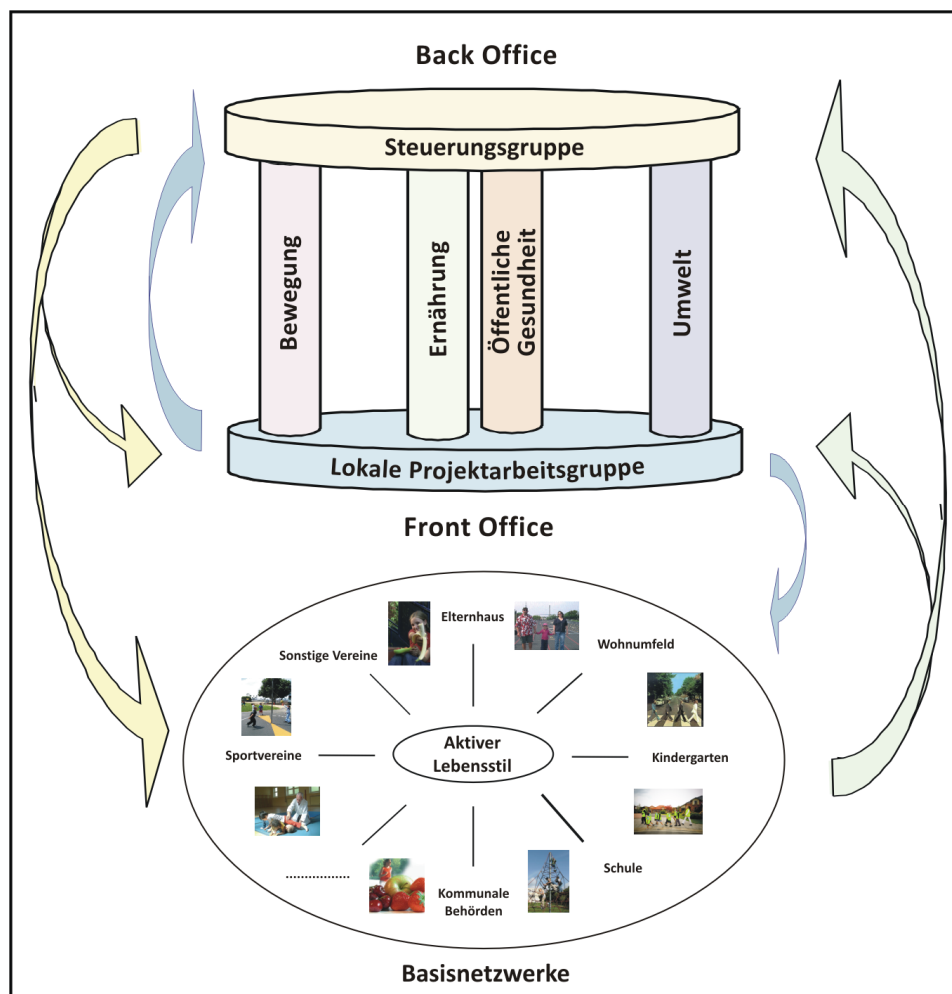 Back Office
Steuerungsgruppe
Bewegung
Ernährung
Öffentliche
Gesundheit
Umwelt
Lokale Projektarbeitsgruppe
Front Office
Elternhaus
Sonstige Vereine
Wohnumfeld
Sportvereine
Aktiver
Lebensstil
Kindergarten
Schule
.................
Kommunale
Behörden
Basisnetzwerke